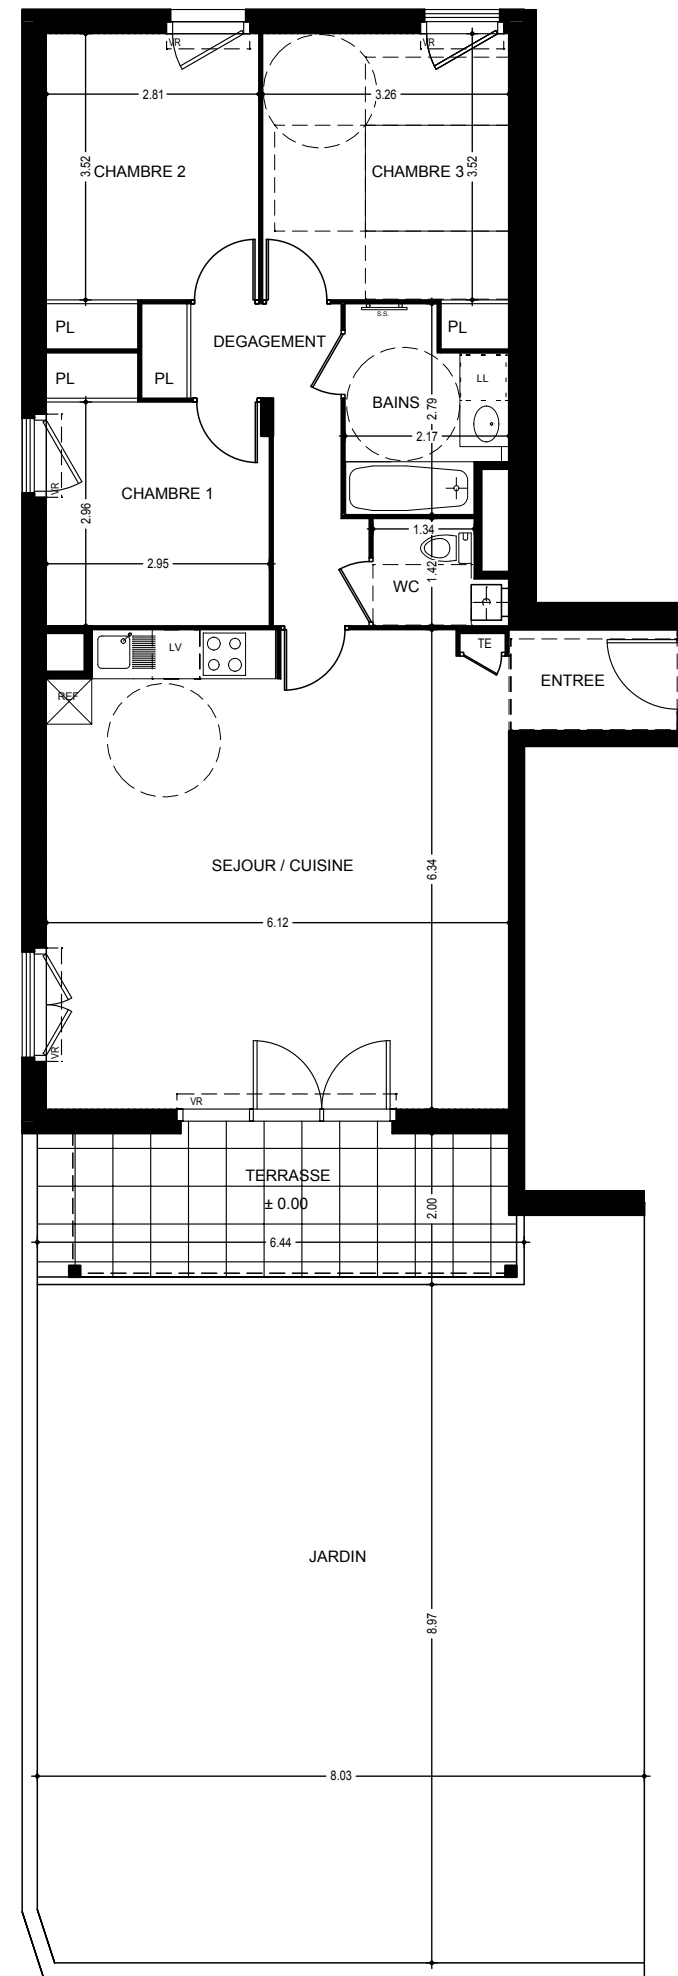 VR
VR
2.81
3.26
3.52
CHAMBRE 2
CHAMBRE 3
3.52
S.S.
PL
DEGAGEMENT
PL
PL
PL
LL
BAINS
2.79
2.17
VR
CHAMBRE 1
2.96
2.95
1.34
1.42
WC
LV
TE
REF
ENTREE
SEJOUR / CUISINE
6.34
6.12
VR
VR
TERRASSE
± 0.00
2.00
6.44
JARDIN
8.97
8.03